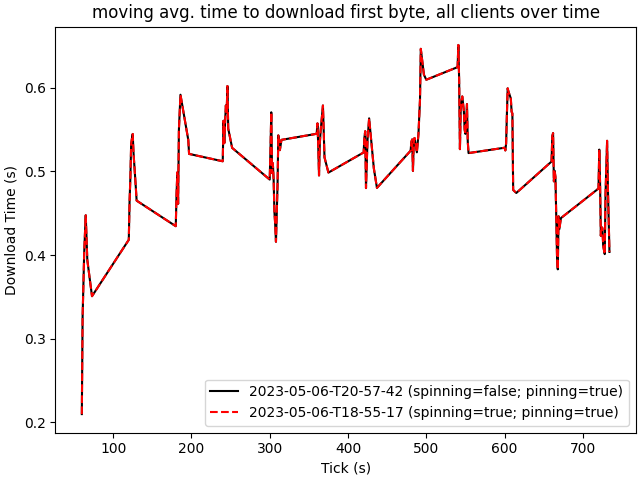 moving avg. time to download first byte, all clients over time
Download Time (s)
0.6
0.5
0.4
0.3
0.2
2023-05-06-T20-57-42 (spinning=false; pinning=true)
2023-05-06-T18-55-17 (spinning=true; pinning=true)
100 200 300 400 500 600 700
Tick (s)